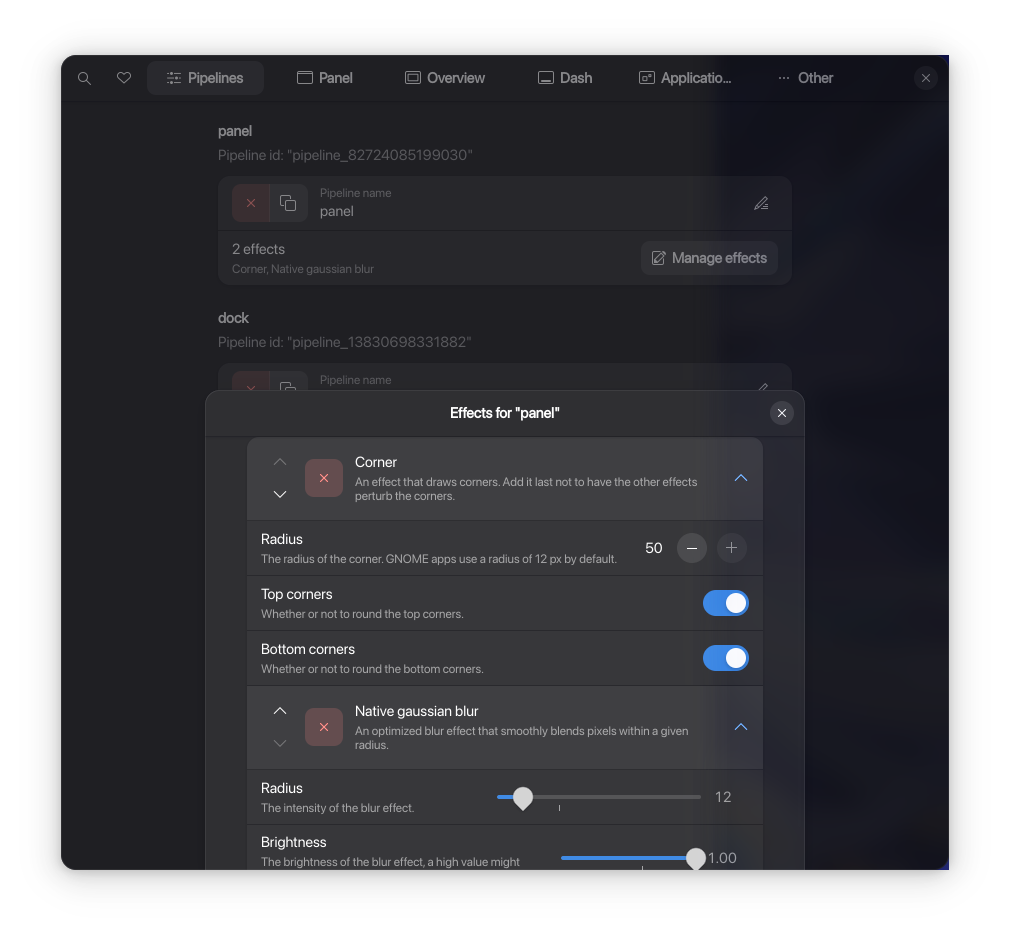 Pipelines
Panel
Overview
Dash
Applicatio...
Other
panel
Pipeline id: "pipeline_82724085199030"
Pipeline name
panel
2 effects
Corner, Native gaussian blur
Manage effects
dock
Pipeline id: "pipeline_13830698331882"
Pipeline name
Effects for "panel"
Corner
An effect that draws corners. Add it last not to have the other effects
perturb the corners.
Radius
The radius of the corner. GNOME apps use a radius of 12 px by default.
50
Top corners
Whether or not to round the top corners.
Bottom corners
Whether or not to round the bottom corners.
Native gaussian blur
An optimized blur effect that smoothly blends pixels within a given
radius.
Radius
The intensity of the blur effect.
12
Brightness
The brightness of the blur effect, a high value might
1.00